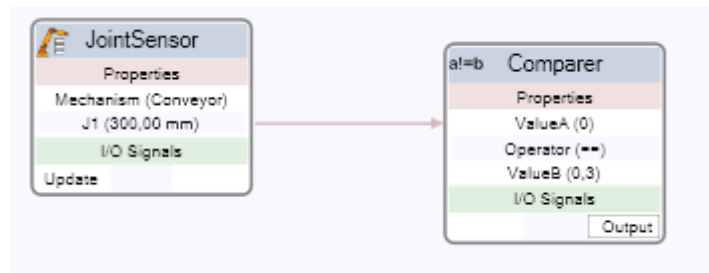 JointSensor
Properties
Mechanism (Conveyor)
J1 (300,00 mm)
I/O Signals
Update
a!=b Comparer
Properties
ValueA (0)
Operator (==)
ValueB (0,3)
I/O Signals
Output